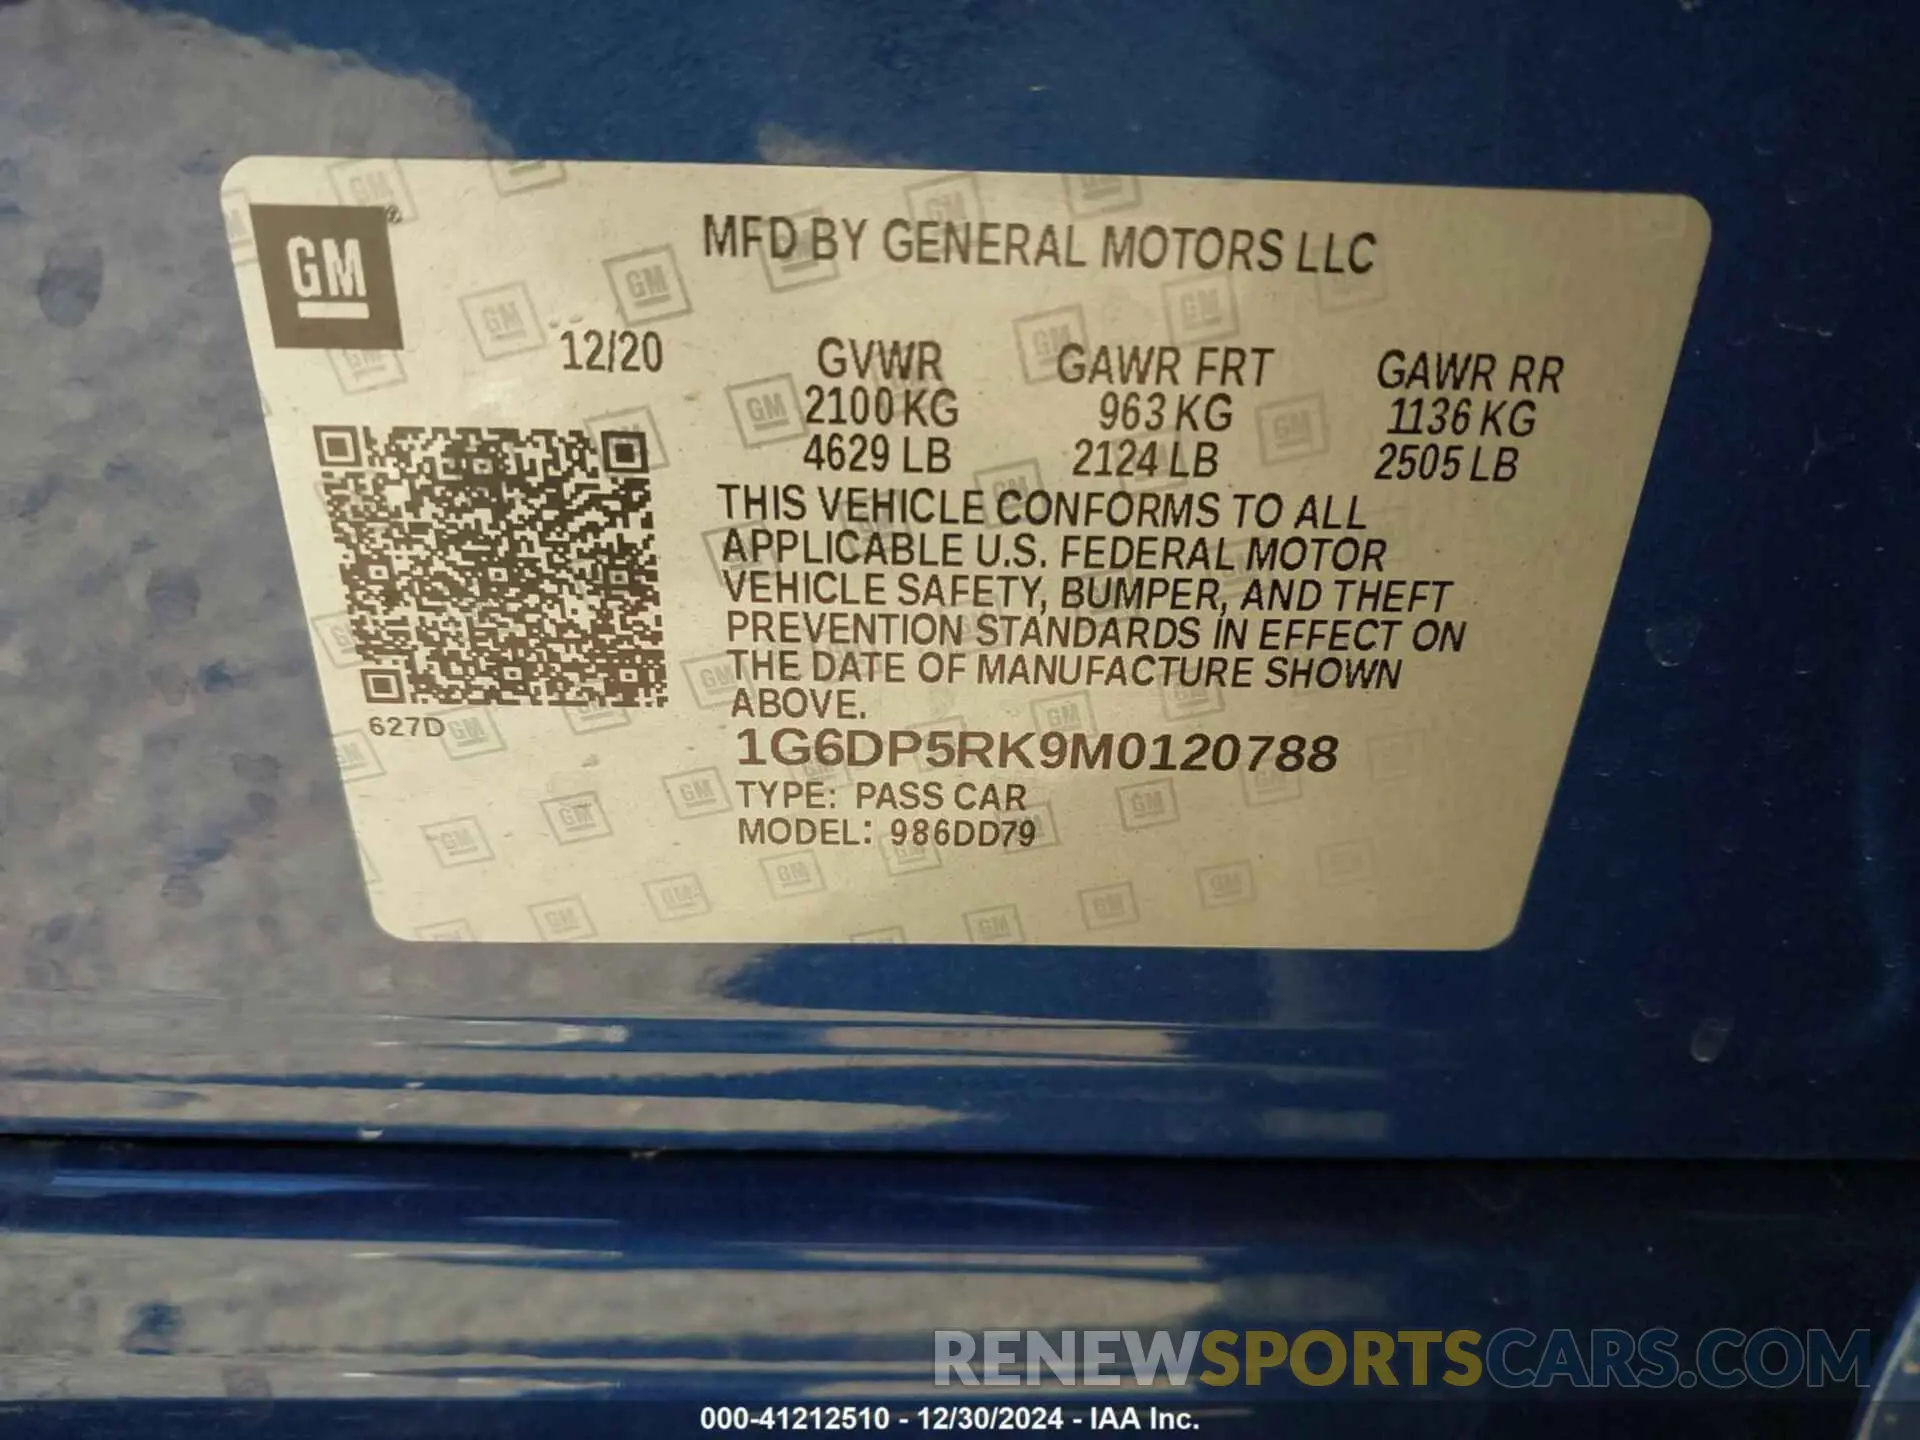 GM®
MFD BY GENERAL MOTORS LLC
12/20
GVWR
2100 KG
4629 LB
GAWR FRT
963 KG
2124 LB
GAWR RR
1136 KG
2505 LB
THIS VEHICLE CONFORMS TO ALL
APPLICABLE U.S. FEDERAL MOTOR
VEHICLE SAFETY, BUMPER, AND THEFT
PREVENTION STANDARDS IN EFFECT ON
THE DATE OF MANUFACTURE SHOWN
ABOVE.
627D
1G6DP5RK9M0120788
TYPE: PASS CAR
MODEL: 986DD79
RENEWSPORTSCARS.COM
000-41212510 - 12/30/2024 - IAA Inc.